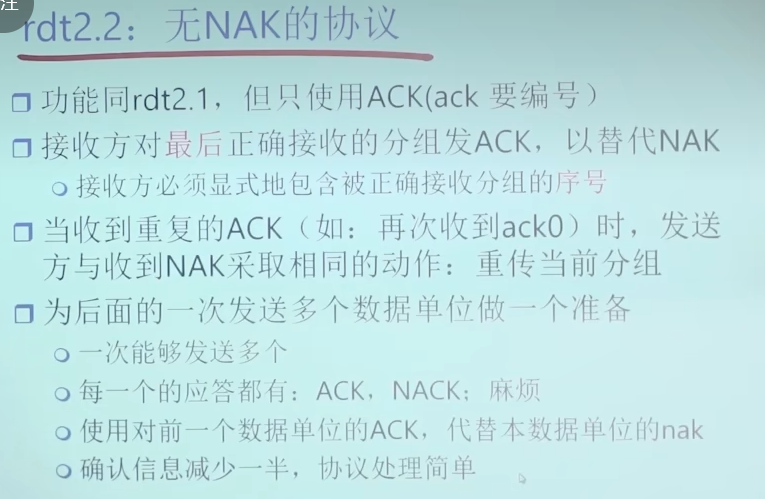 注
rdt2.2：无NAK的协议
功能同rdt2.1，但只使用ACK(ack 要编号）
接收方对最后正确接收的分组发ACK，以替代NAK
接收方必须显式地包含被正确接收分组的序号
当收到重复的ACK（如：再次收到ack0）时，发送
方与收到NAK采取相同的动作：重传当前分组
为后面的一次发送多个数据单位做一个准备
一次能够发送多个
每一个的应答都有：ACK，NACK；麻烦
使用对前一个数据单位的ACK，代替本数据单位的nak
确认信息减少一半，协议处理简单